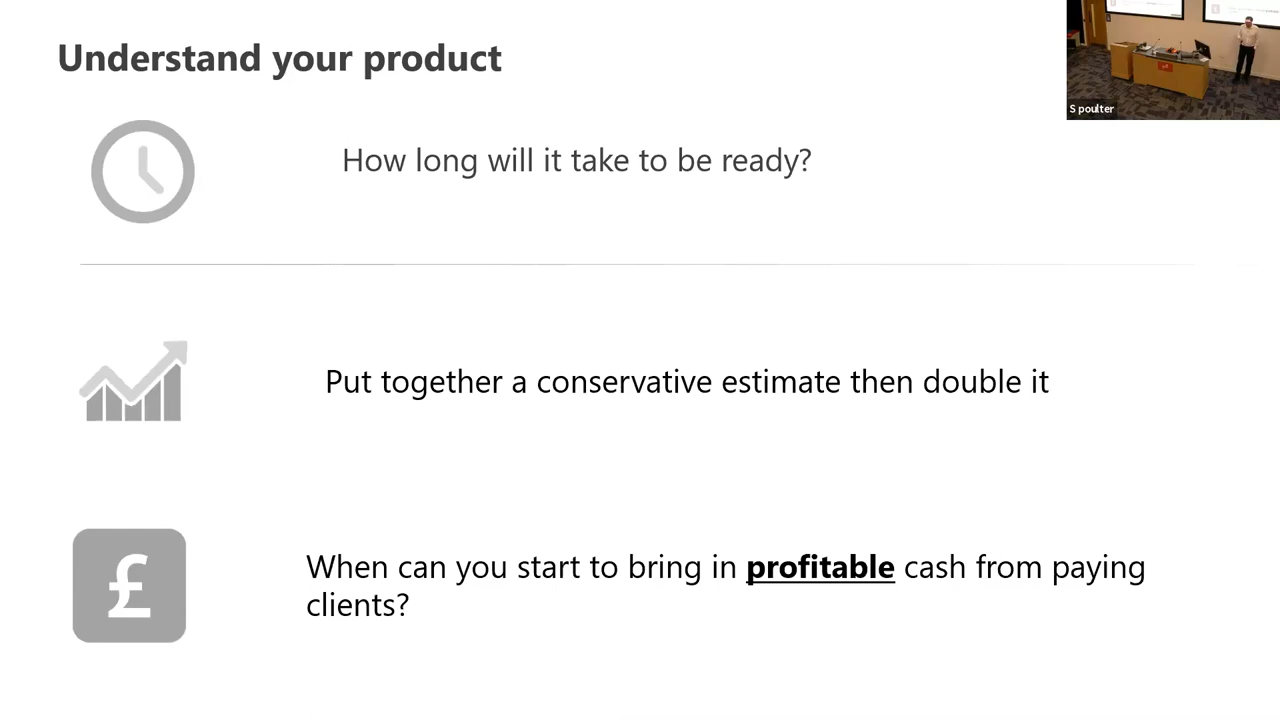 Understand your product
S poulter
How long will it take to be ready?
Put together a conservative estimate then double it
£
When can you start to bring in profitable cash from paying
clients?